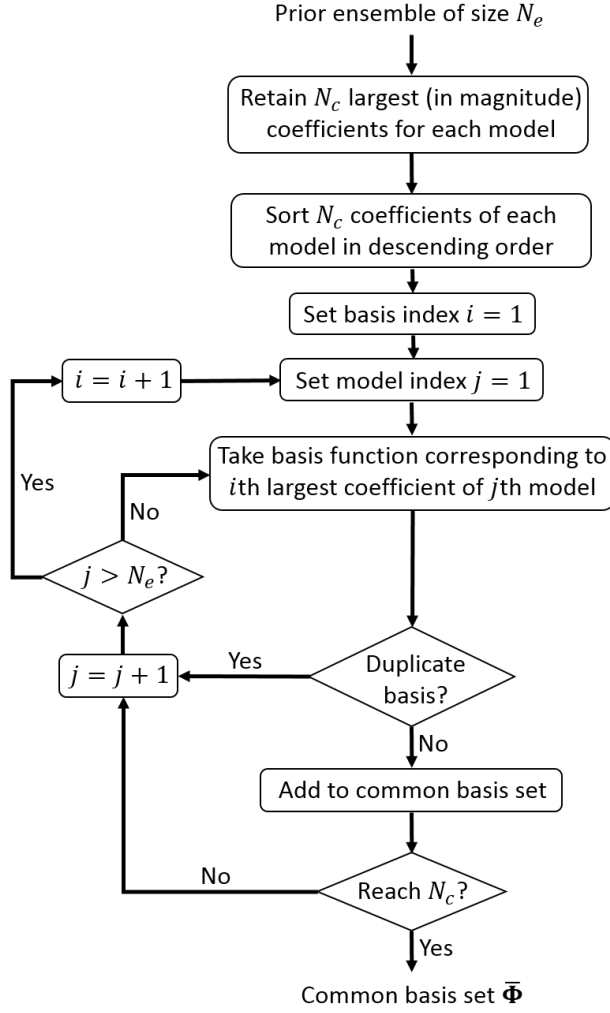 Prior ensemble of size Nₑ
Retain N_c largest (in magnitude)
coefficients for each model
Sort N_c coefficients of each
model in descending order
Set basis index i = 1
i = i + 1
Set model index j = 1
Take basis function corresponding to
ith largest coefficient of jth model
Yes
No
j > Nₑ?
j = j + 1
Yes
Duplicate
basis?
No
Add to common basis set
No
Reach N_c?
Yes
Common basis set Φ̄